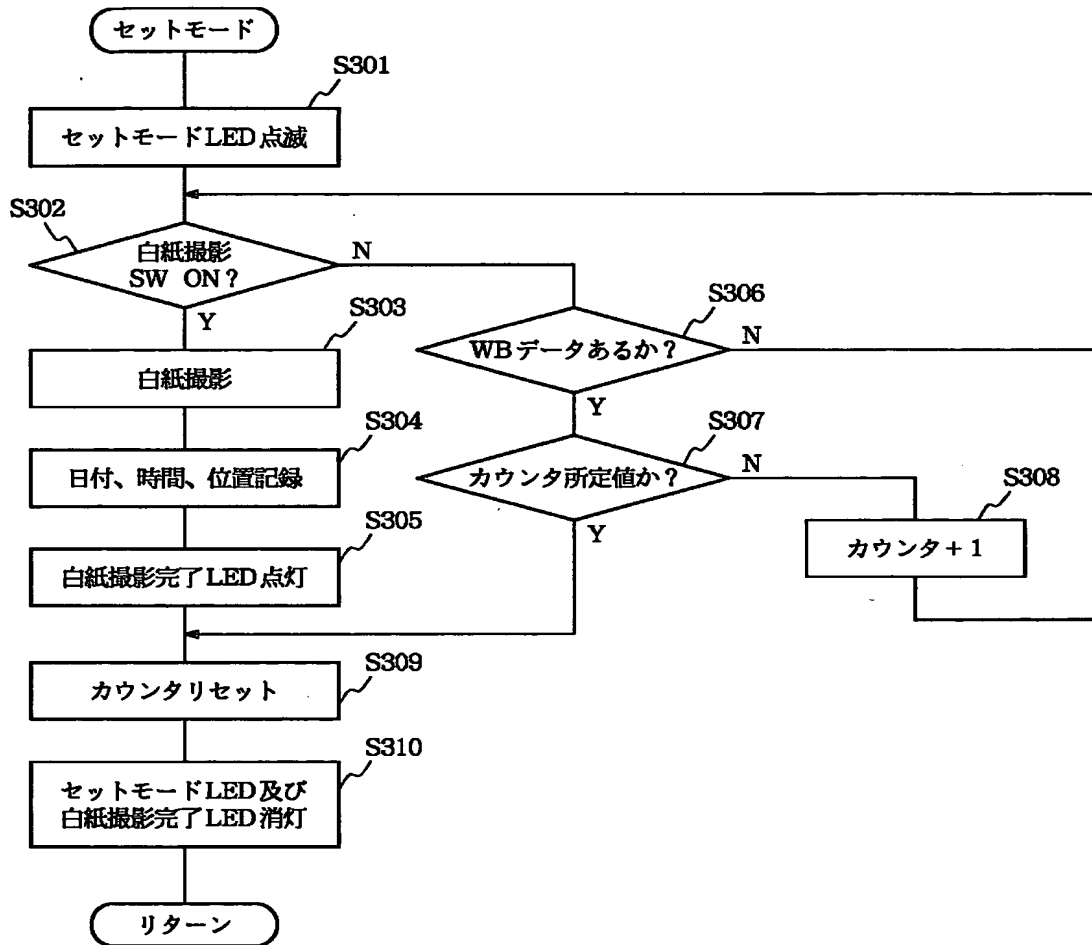 セットモード
S301
セットモードLED点滅
S302
白紙撮影
SW ON?
N
Y
S303
白紙撮影
S304
日付、時間、位置記録
S305
白紙撮影完了LED点灯
S306
WBデータあるか?
N
Y
S307
カウンタ所定値か?
N
Y
S308
カウンタ+1
S309
カウンタリセット
S310
セットモードLED及び
白紙撮影完了LED消灯
リターン